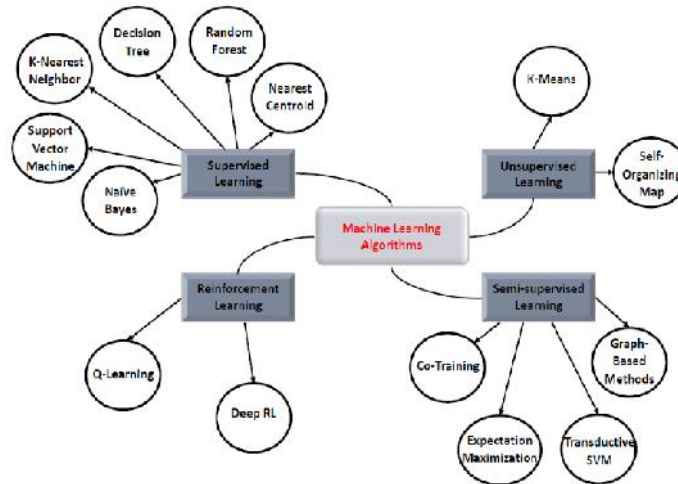 Decision
Tree
Random
Forest
K-Nearest
Neighbor
Nearest
Centroid
K-Means
Support
Vector
Machine
Supervised
Learning
Unsupervised
Learning
Self-
Organizing
Map
Naïve
Bayes
Machine Learning
Algorithms
Reinforcement
Learning
Semi-supervised
Learning
Q-Learning
Deep RL
Co-Training
Graph-
Based
Methods
Expectation
Maximization
Transductive
SVM